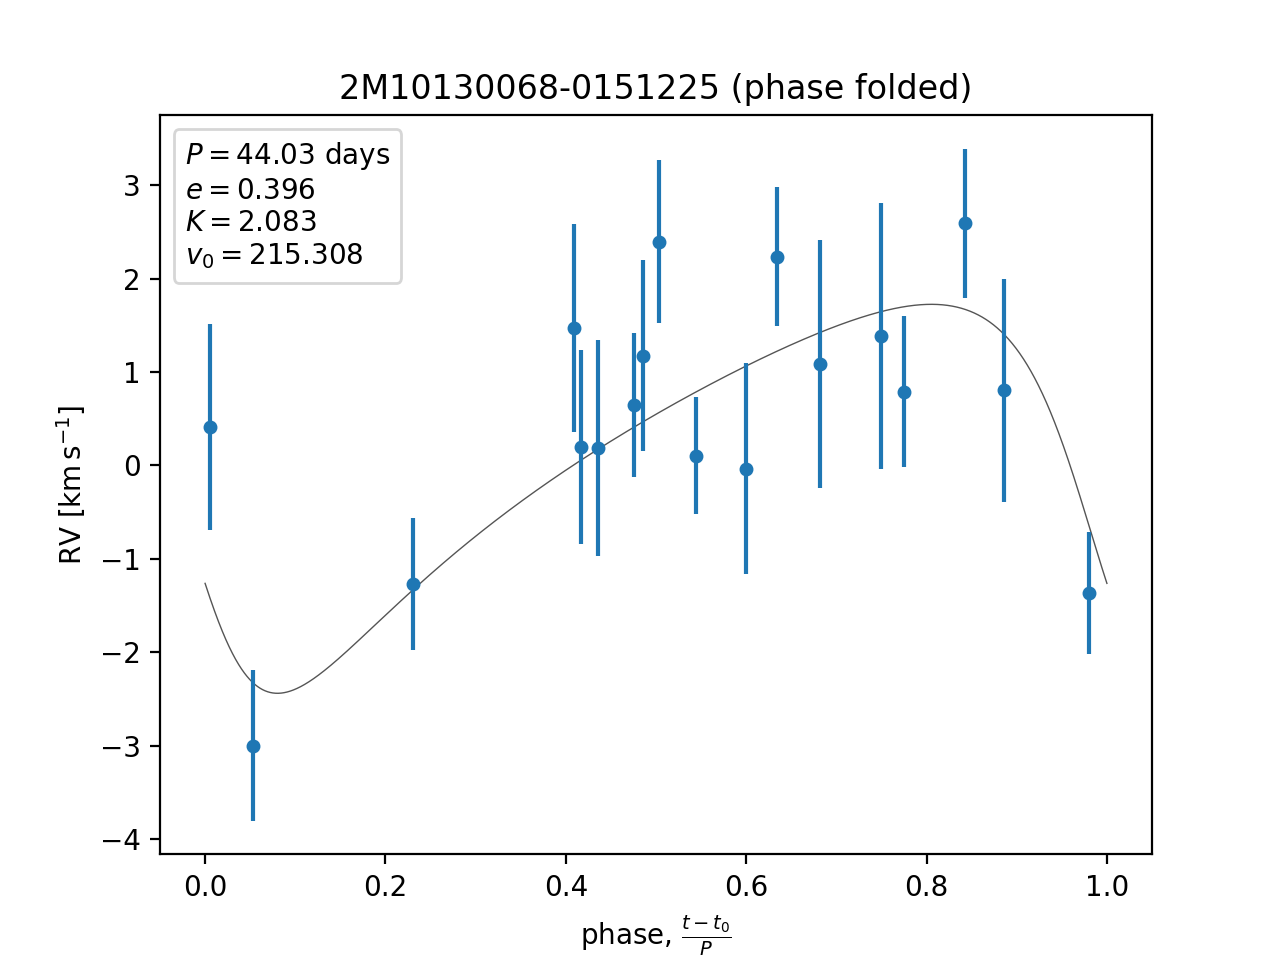 2M10130068-0151225 (phase folded)
P = 44.03 days
e = 0.396
K = 2.083
v₀ = 215.308
3
2
1
0
−1
−2
−3
−4
RV [km s⁻¹]
0.0 0.2 0.4 0.6 0.8 1.0
phase, (t − t₀)/P